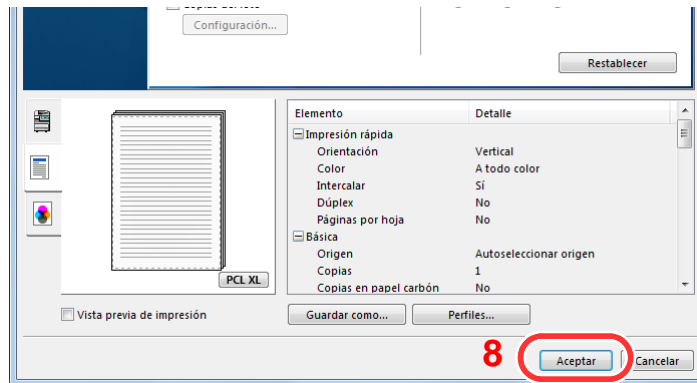 Configuración...
Restablecer
Elemento Detalle
Impresión rápida
Orientación Vertical
Color A todo color
Intercalar Sí
Dúplex No
Páginas por hoja No
Básica
Origen Autoseleccionar origen
Copias 1
Copias en papel carbón No
PCL XL
Vista previa de impresión
Guardar como... Perfiles...
8 Aceptar Cancelar